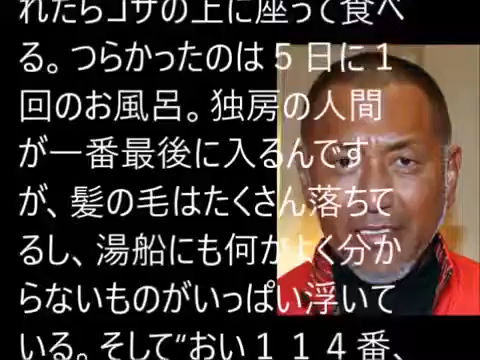 れたらゴザの上に座って食べ
る。つらかったのは５日に１
回のお風呂。独房の人間
が一番最後に入るんです
が、髪の毛はたくさん落ちて
るし、湯船にも何かよく分か
らないものがいっぱい浮いて
いる。そして“おい１１４番、